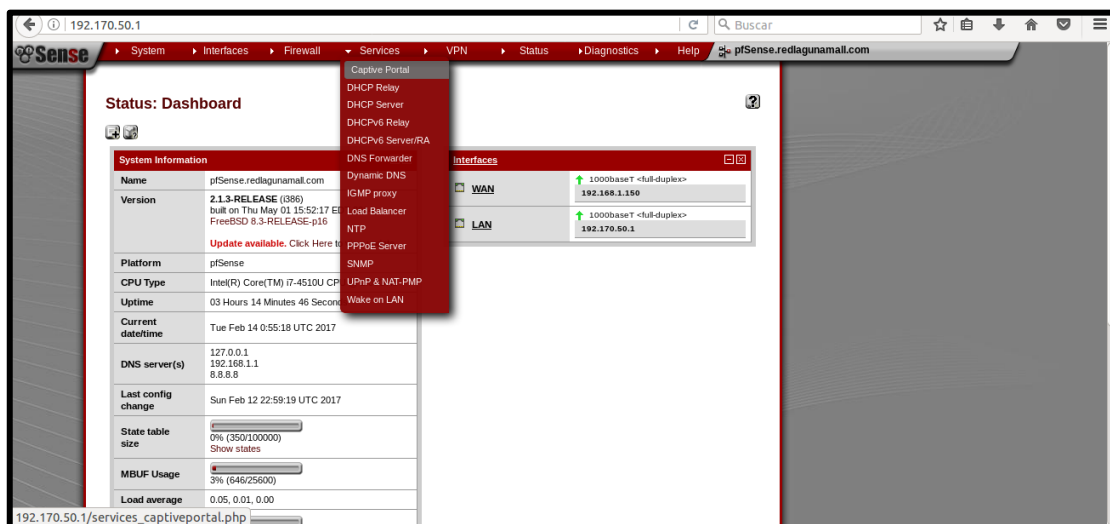 192.170.50.1
Buscar
Sense
System Interfaces Firewall Services VPN Status Diagnostics Help pfSense.redlagunamall.com
Captive Portal
DHCP Relay
DHCP Server
DHCPv6 Relay
DHCPv6 Server/RA
DNS Forwarder
Dynamic DNS
IGMP proxy
Load Balancer
NTP
PPPoE Server
SNMP
UPnP & NAT-PMP
Wake on LAN
Status: Dashboard
System Information
Name pfSense.redlagunamall.com
Version 2.1.3-RELEASE (i386)
built on Thu May 01 15:52:17
FreeBSD 8.3-RELEASE-p16
Update available. Click Here
Platform pfSense
CPU Type Intel(R) Core(TM) i7-4510U
Uptime 03 Hours 14 Minutes 46
Current
date/time
Tue Feb 14 0:55:18 UTC 2017
DNS server(s)
127.0.0.1
192.168.1.1
8.8.8.8
Last config
change
Sun Feb 12 22:59:19 UTC 2017
State table
size
0% (350/100000)
Show states
MBUF Usage
3% (646/25600)
Load average 0.05, 0.01, 0.00
Interfaces
WAN
1000baseT <full-duplex>
192.168.1.150
LAN
1000baseT <full-duplex>
192.170.50.1
192.170.50.1/services_captiveportal.php